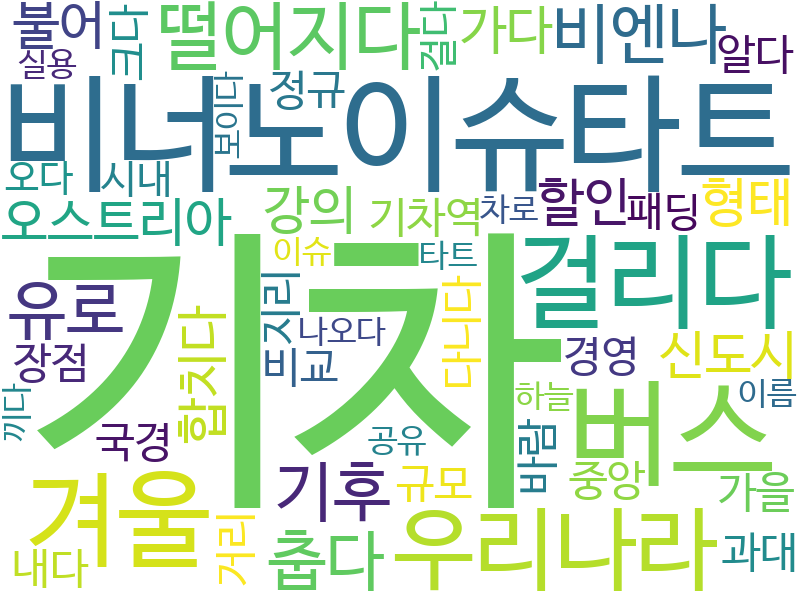 불어 크다 떨어지다 걸다 가다 비엔나 알다
실용 보이다 정규
비너노이슈타트
오다 시내
오스트리아 강의 기차역 차로 할인 패딩 형태
기차
이슈 타트 걸리다
유로 지리 나오다 다니다
장점 합치다 비교 경영 신도시
끼다 국경 공유 하늘 버스 이름
겨울 기후 규모 바람 중앙 가을
내다 거리 춥다 우리나라 과대